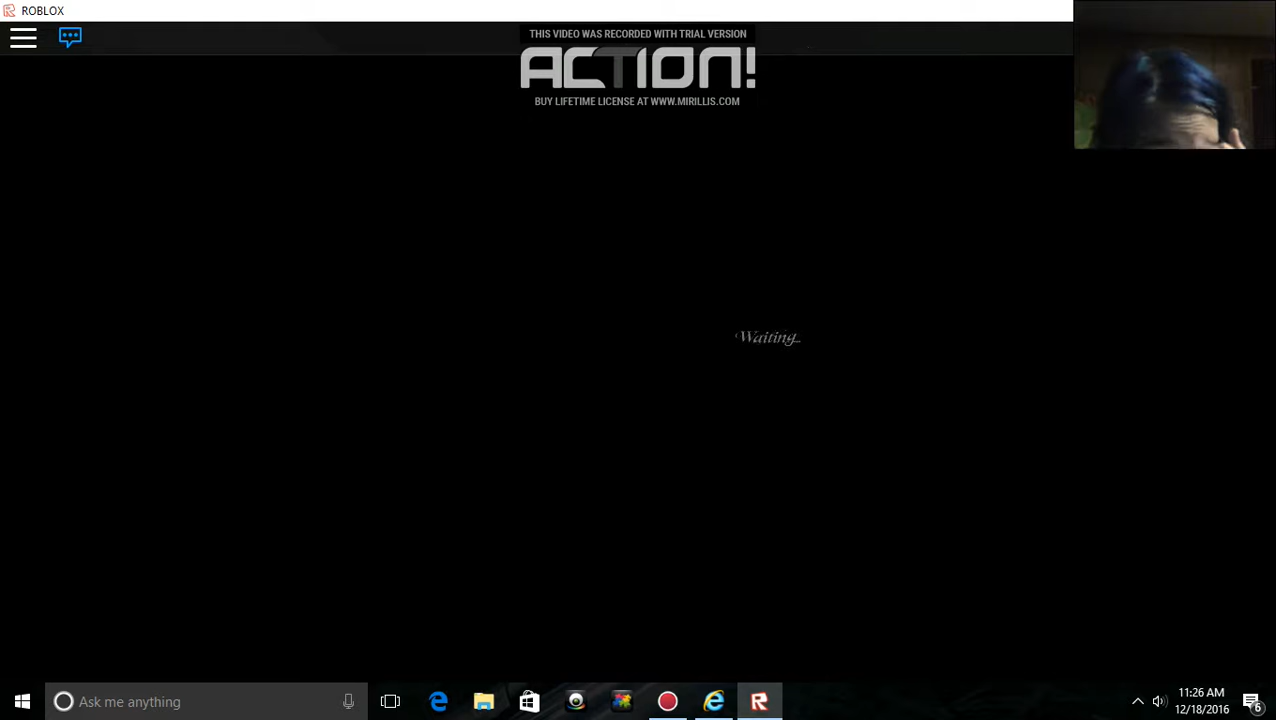 ROBLOX
THIS VIDEO WAS RECORDED WITH TRIAL VERSION
ACTION!
BUY LIFETIME LICENSE AT WWW.MIRILLIS.COM
Waiting...
Ask me anything
11:26 AM
12/18/2016
6